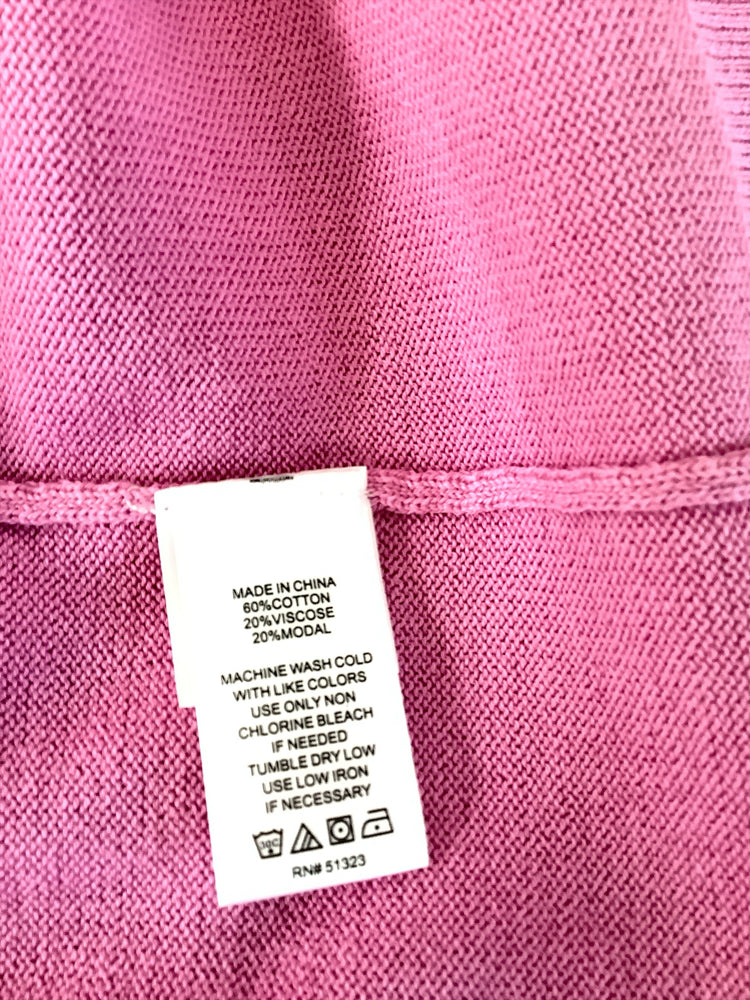 MADE IN CHINA
60%COTTON
20%VISCOSE
20%MODAL
MACHINE WASH COLD
WITH LIKE COLORS
USE ONLY NON
CHLORINE BLEACH
IF NEEDED
TUMBLE DRY LOW
USE LOW IRON
IF NECESSARY
30C
RN# 51323